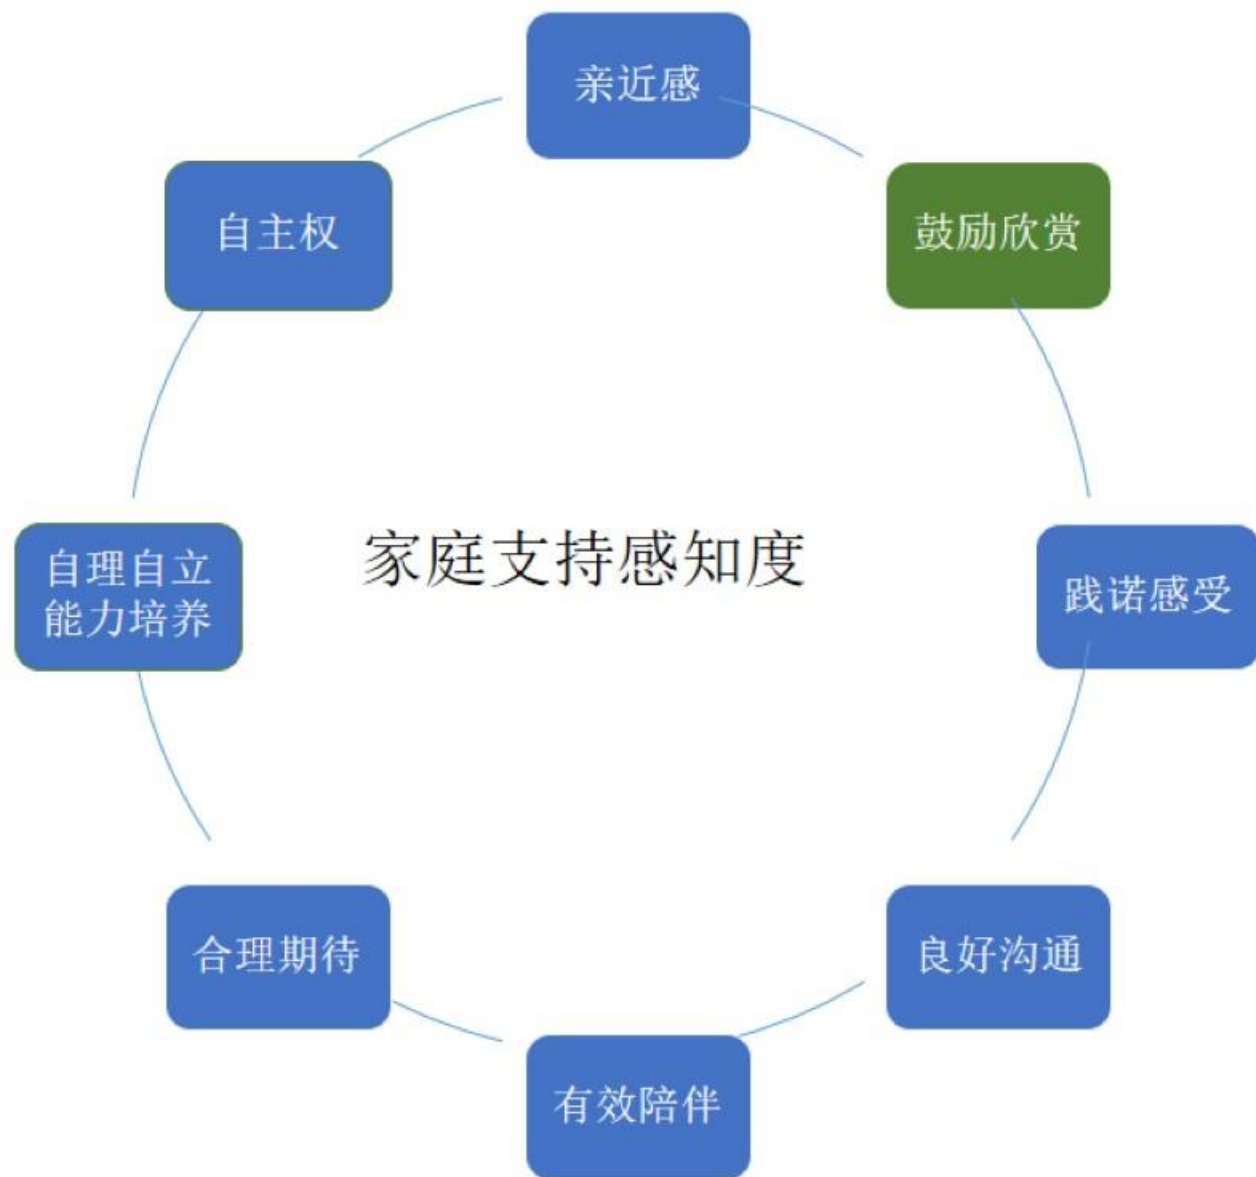 亲近感
鼓励欣赏
践诺感受
良好沟通
有效陪伴
合理期待
自理自立
能力培养
自主权
家庭支持感知度